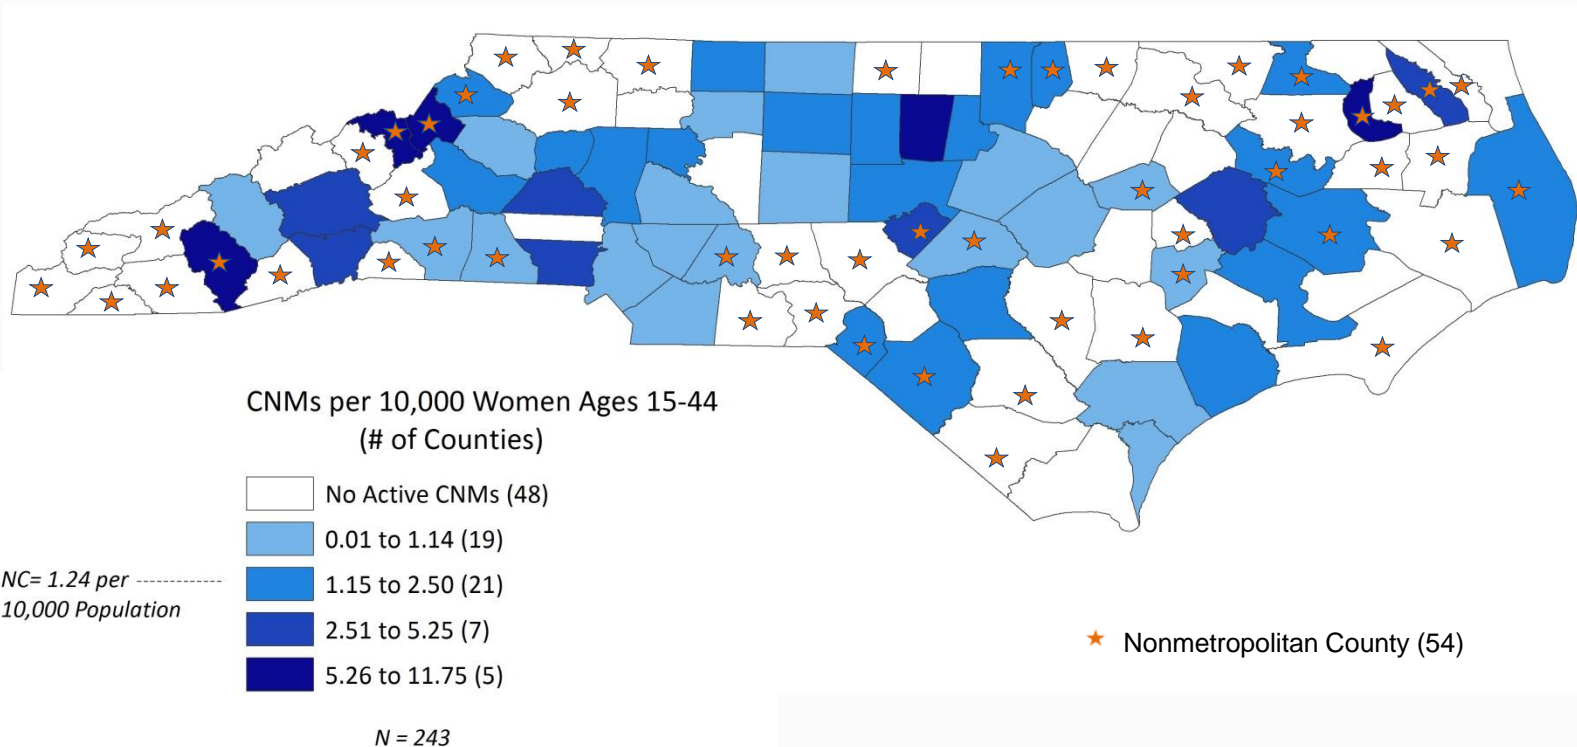 CNMs per 10,000 Women Ages 15-44
(# of Counties)
No Active CNMs (48)
0.01 to 1.14 (19)
NC= 1.24 per ------------
10,000 Population
1.15 to 2.50 (21)
2.51 to 5.25 (7)
5.26 to 11.75 (5)
N = 243
Nonmetropolitan County (54)